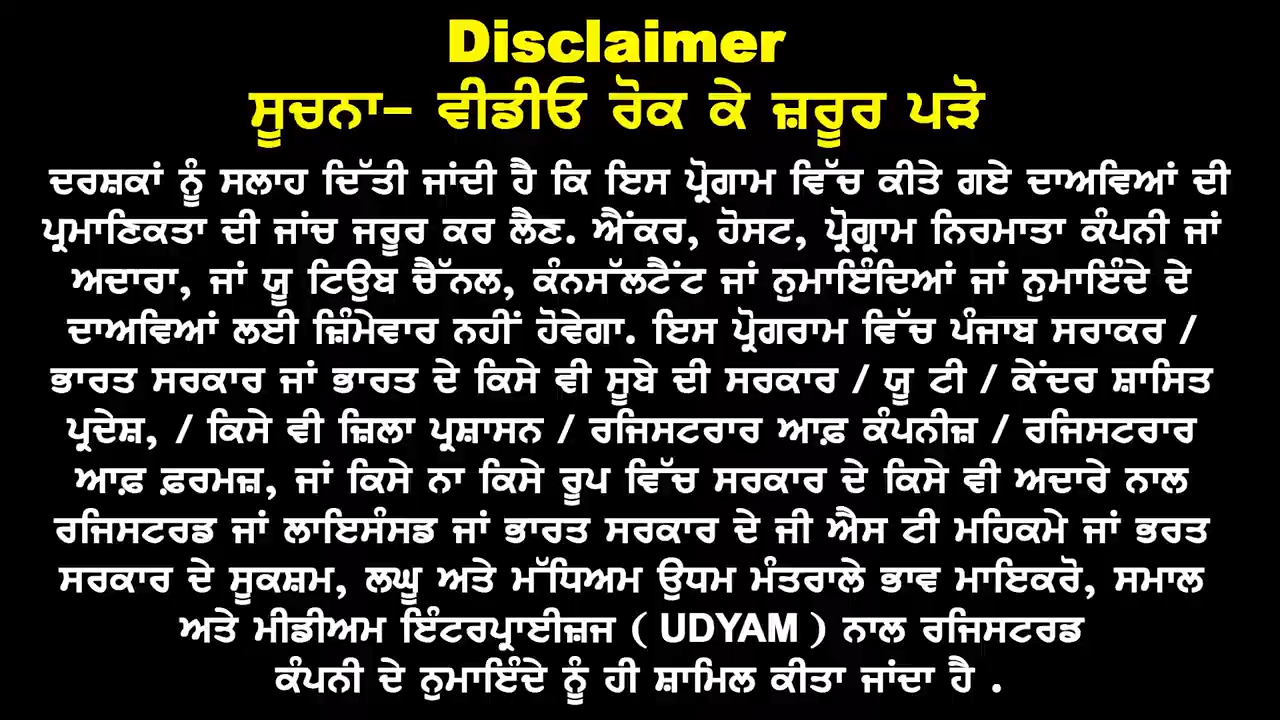 Disclaimer
ਸੂਚਨਾ- ਵੀਡੀਓ ਰੋਕ ਕੇ ਜ਼ਰੂਰ ਪੜੋ
ਦਰਸ਼ਕਾਂ ਨੂੰ ਸਲਾਹ ਦਿੱਤੀ ਜਾਂਦੀ ਹੈ ਕਿ ਇਸ ਪ੍ਰੋਗਾਮ ਵਿੱਚ ਕੀਤੇ ਗਏ ਦਾਅਵਿਆਂ ਦੀ
ਪ੍ਰਮਾਣਿਕਤਾ ਦੀ ਜਾਂਚ ਜਰੂਰ ਕਰ ਲੈਣ. ਐਂਕਰ, ਹੋਸਟ, ਪ੍ਰੋਗ੍ਰਾਮ ਨਿਰਮਾਤਾ ਕੰਪਨੀ ਜਾਂ
ਅਦਾਰਾ, ਜਾਂ ਯੂ ਟਿਊਬ ਚੈੱਨਲ, ਕੰਨਸੱਲਟੈਂਟ ਜਾਂ ਨੁਮਾਇੰਦਿਆਂ ਜਾਂ ਨੁਮਾਇੰਦੇ ਦੇ
ਦਾਅਵਿਆਂ ਲਈ ਜ਼ਿੰਮੇਵਾਰ ਨਹੀਂ ਹੋਵੇਗਾ. ਇਸ ਪ੍ਰੋਗਰਾਮ ਵਿੱਚ ਪੰਜਾਬ ਸਰਾਕਰ /
ਭਾਰਤ ਸਰਕਾਰ ਜਾਂ ਭਾਰਤ ਦੇ ਕਿਸੇ ਵੀ ਸੂਬੇ ਦੀ ਸਰਕਾਰ / ਯੂ ਟੀ / ਕੇਂਦਰ ਸ਼ਾਸਿਤ
ਪ੍ਰਦੇਸ਼, / ਕਿਸੇ ਵੀ ਜ਼ਿਲਾ ਪ੍ਰਸ਼ਾਸਨ / ਰਜਿਸਟਰਾਰ ਆਫ਼ ਕੰਪਨੀਜ਼ / ਰਜਿਸਟਰਾਰ
ਆਫ਼ ਫ਼ਰਮਜ਼, ਜਾਂ ਕਿਸੇ ਨਾ ਕਿਸੇ ਰੂਪ ਵਿੱਚ ਸਰਕਾਰ ਦੇ ਕਿਸੇ ਵੀ ਅਦਾਰੇ ਨਾਲ
ਰਜਿਸਟਰਡ ਜਾਂ ਲਾਇਸੰਸਡ ਜਾਂ ਭਾਰਤ ਸਰਕਾਰ ਦੇ ਜੀ ਐਸ ਟੀ ਮਹਿਕਮੇ ਜਾਂ ਭਰਤ
ਸਰਕਾਰ ਦੇ ਸੂਕਸ਼ਮ, ਲਘੂ ਅਤੇ ਮੱਧਿਅਮ ਉਧਮ ਮੰਤਰਾਲੇ ਭਾਵ ਮਾਇਕਰੋ, ਸਮਾਲ
ਅਤੇ ਮੀਡੀਅਮ ਇੰਟਰਪ੍ਰਾਈਜ਼ਜ ( UDYAM ) ਨਾਲ ਰਜਿਸਟਰਡ
ਕੰਪਨੀ ਦੇ ਨੁਮਾਇੰਦੇ ਨੂੰ ਹੀ ਸ਼ਾਮਿਲ ਕੀਤਾ ਜਾਂਦਾ ਹੈ .